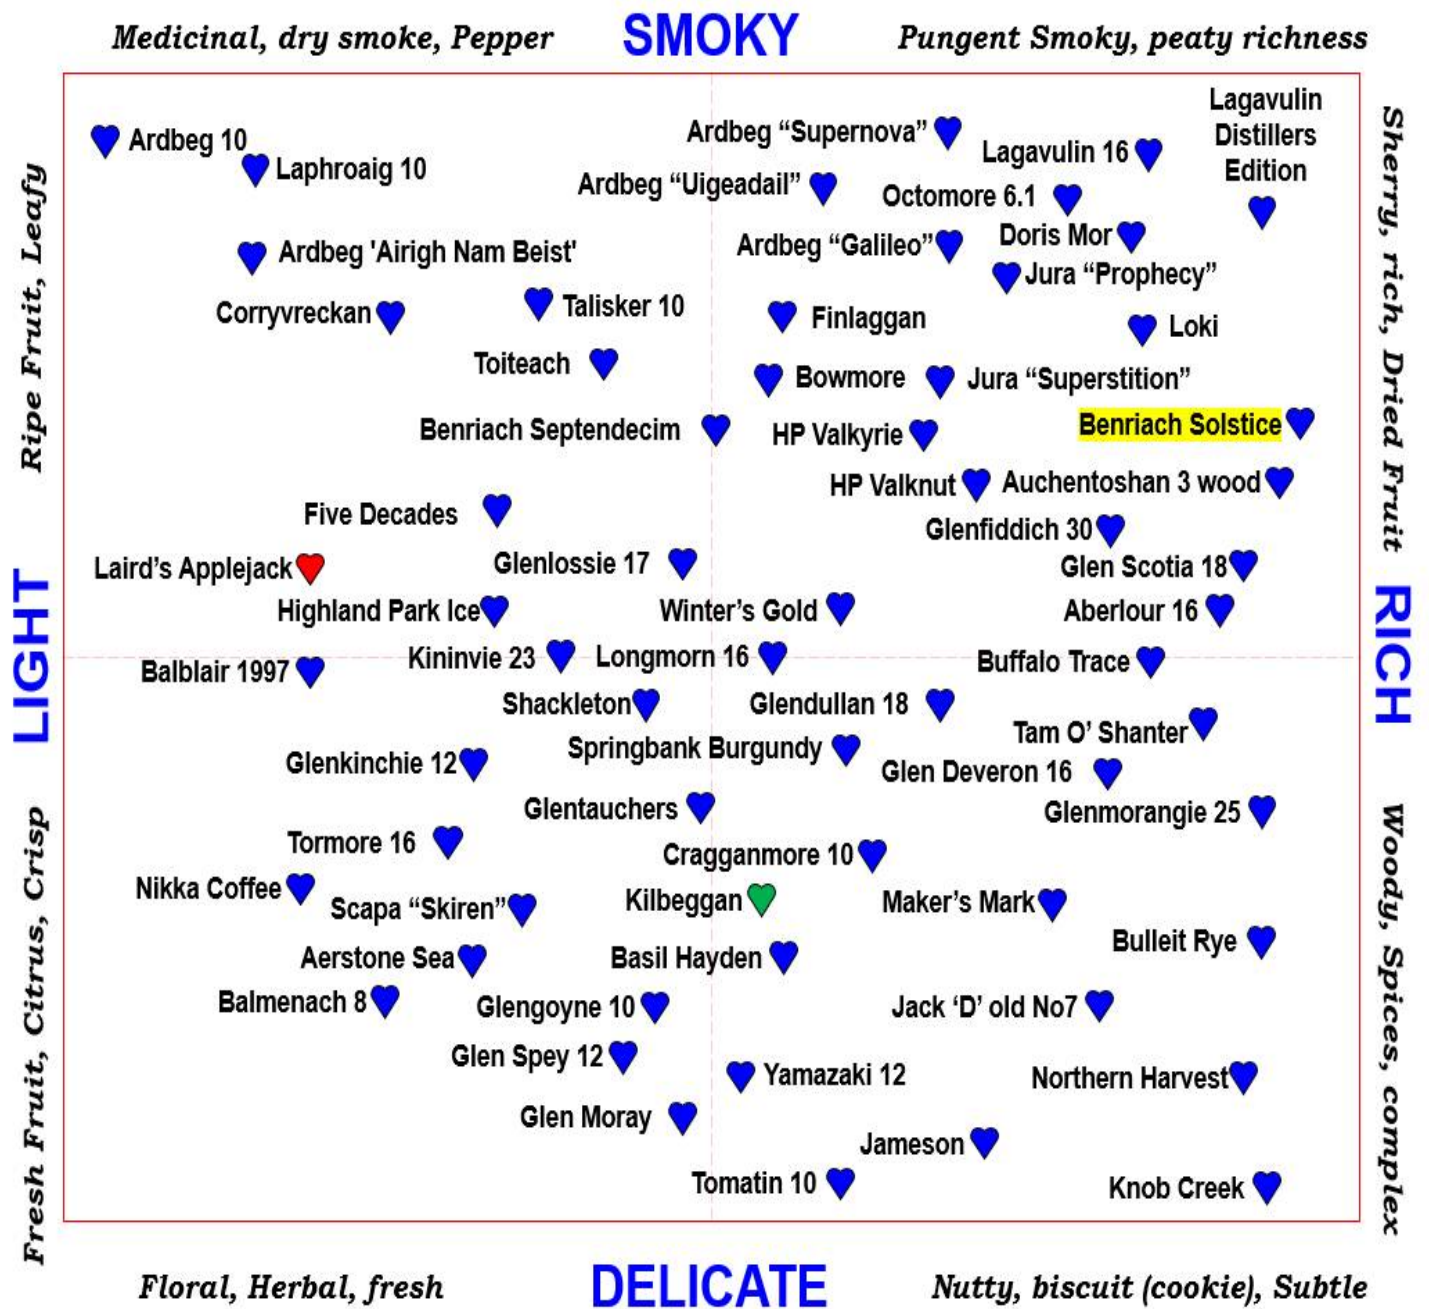 Medicinal, dry smoke, Pepper
SMOKY
Pungent Smoky, peaty richness
Ripe Fruit, Leafy
LIGHT
Fresh Fruit, Citrus, Crisp
Sherry, rich, Dried Fruit
RICH
Woody, Spices, complex
Lagavulin
Distillers
Edition
Ardbeg 10
Ardbeg “Supernova”
Lagavulin 16
Laphroaig 10
Ardbeg “Uigeadail”
Octomore 6.1
Ardbeg 'Airigh Nam Beist'
Ardbeg “Galileo”
Doris Mor
Jura “Prophecy”
Corryvreckan
Talisker 10
Finlaggan
Loki
Toiteach
Bowmore
Jura “Superstition”
Benriach Septendecim
HP Valkyrie
Benriach Solstice
HP Valknut
Auchentoshan 3 wood
Five Decades
Glenfiddich 30
Laird’s Applejack
Glenlossie 17
Glen Scotia 18
Highland Park Ice
Winter’s Gold
Aberlour 16
Balblair 1997
Kininvie 23
Longmorn 16
Buffalo Trace
Shackleton
Glendullan 18
Tam O’ Shanter
Glenkinchie 12
Springbank Burgundy
Glen Deveron 16
Glentauchers
Glenmorangie 25
Tormore 16
Cragganmore 10
Nikka Coffee
Scapa “Skiren”
Kilbeggan
Maker’s Mark
Aerstone Sea
Basil Hayden
Bulleit Rye
Balmenach 8
Glengoyne 10
Jack ‘D’ old No7
Glen Spey 12
Yamazaki 12
Northern Harvest
Glen Moray
Jameson
Tomatin 10
Knob Creek
Floral, Herbal, fresh
DELICATE
Nutty, biscuit (cookie), Subtle